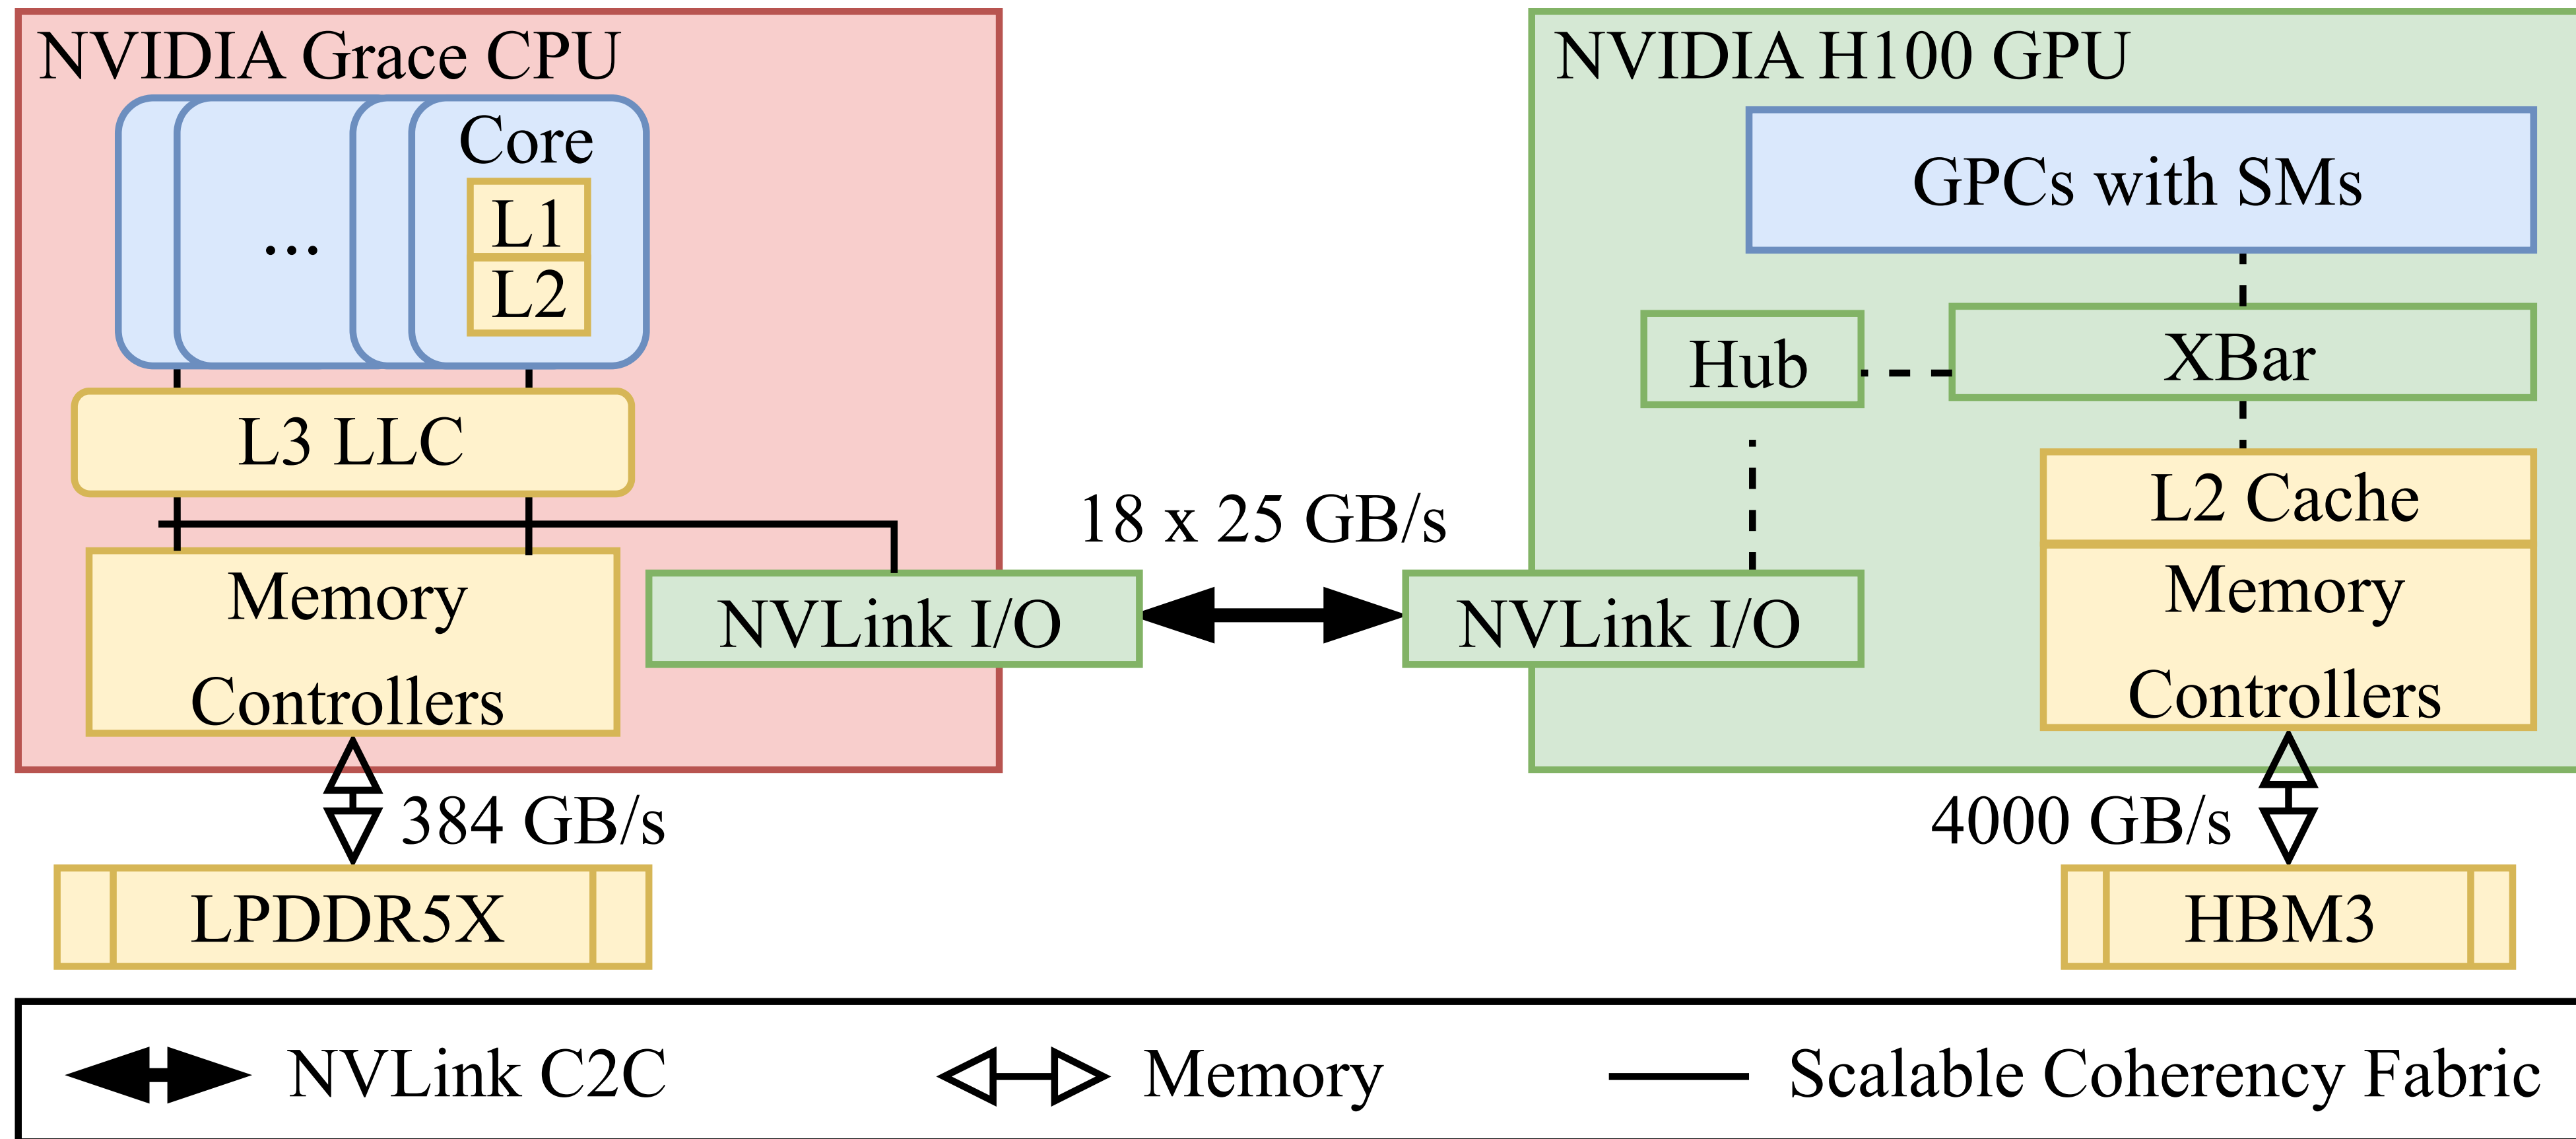 NVIDIA Grace CPU
Core
L1
L2
...
L3 LLC
Memory
Controllers
NVLink I/O
384 GB/s
LPDDR5X
18 x 25 GB/s
NVIDIA H100 GPU
GPCs with SMs
Hub
XBar
L2 Cache
Memory
Controllers
NVLink I/O
4000 GB/s
HBM3
NVLink C2C
Memory
Scalable Coherency Fabric